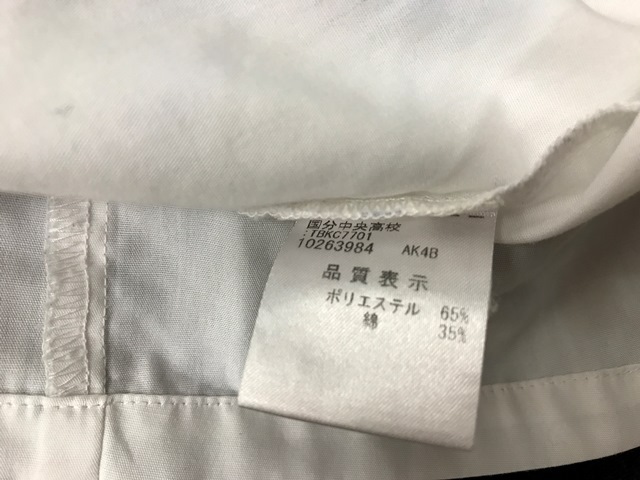 国分中央高校
:TBKC7701
10263984 AK4B
品質表示
ポリエステル 65%
綿 35%